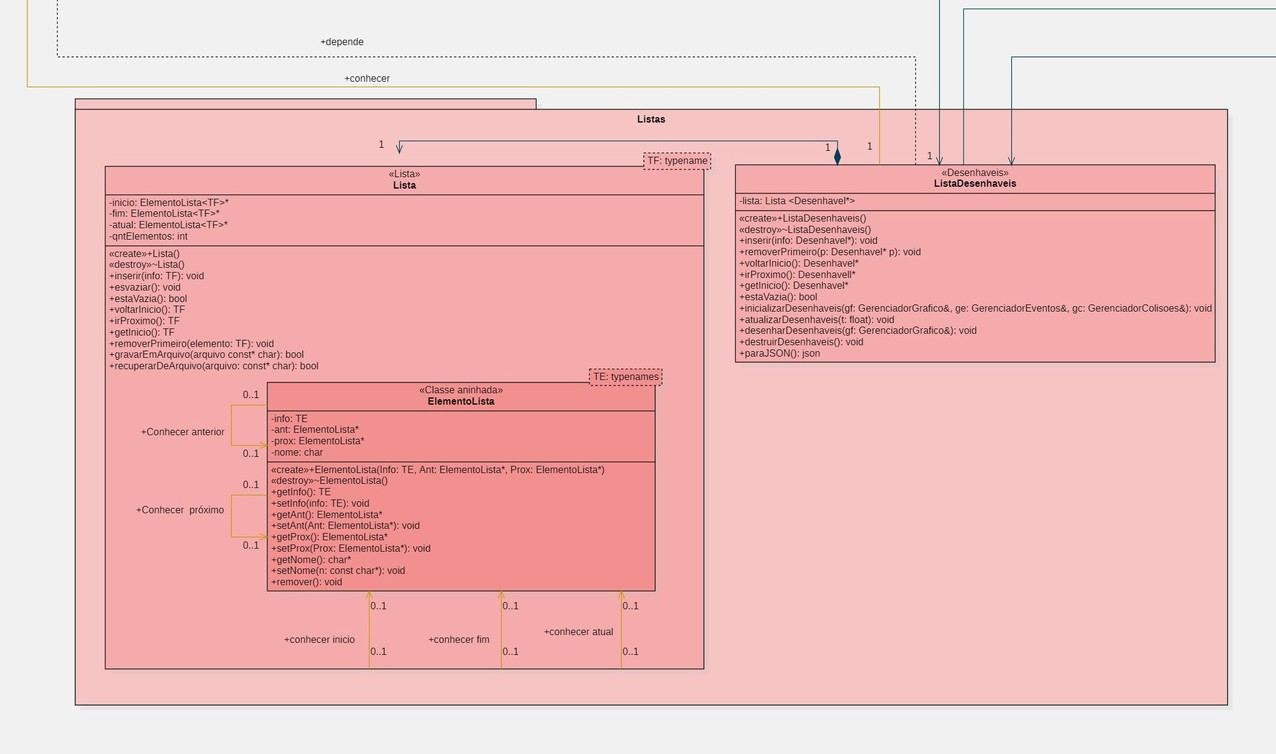 +depende
+conhecer
Listas
1
1
1
1
TF: typename
«Lista»
Lista
-inicio: ElementoLista<TF>*
-fim: ElementoLista<TF>*
-atual: ElementoLista<TF>*
-qntElementos: int
«create»+Lista()
«destroy»~Lista()
+inserir(info: TF): void
+esvaziar(): void
+estaVazia(): bool
+voltarInicio(): TF
+irProximo(): TF
+getInicio(): TF
+removerPrimeiro(elemento: TF): void
+gravarEmArquivo(arquivo const* char): bool
+recuperarDeArquivo(arquivo: const* char): bool
TE: typenames
«Classe aninhada»
ElementoLista
-info: TE
-ant: ElementoLista*
-prox: ElementoLista*
-nome: char
«create»+ElementoLista(Info: TE, Ant: ElementoLista*, Prox: ElementoLista*)
«destroy»~ElementoLista()
+getInfo(): TE
+setInfo(info: TE): void
+getAnt(): ElementoLista*
+setAnt(Ant: ElementoLista*): void
+getProx(): ElementoLista*
+setProx(Prox: ElementoLista*): void
+getNome(): char*
+setNome(n: const char*): void
+remover(): void
0..1
+Conhecer anterior
0..1
0..1
+Conhecer próximo
0..1
0..1
0..1
0..1
+conhecer inicio
+conhecer fim
+conhecer atual
0..1
0..1
0..1
«Desenhaveis»
ListaDesenhaveis
-lista: Lista <Desenhavel*>
«create»+ListaDesenhaveis()
«destroy»~ListaDesenhaveis()
+inserir(info: Desenhavel*): void
+removerPrimeiro(p: Desenhavel* p): void
+voltarInicio(): Desenhavel*
+irProximo(): Desenhavell*
+getInicio(): Desenhavel*
+estaVazia(): bool
+inicializarDesenhaveis(gf: GerenciadorGrafico&, ge: GerenciadorEventos&, gc: GerenciadorColisoes&): void
+atualizarDesenhaveis(t: float): void
+desenharDesenhaveis(gf: GerenciadorGrafico&): void
+destruirDesenhaveis(): void
+paraJSON(): json